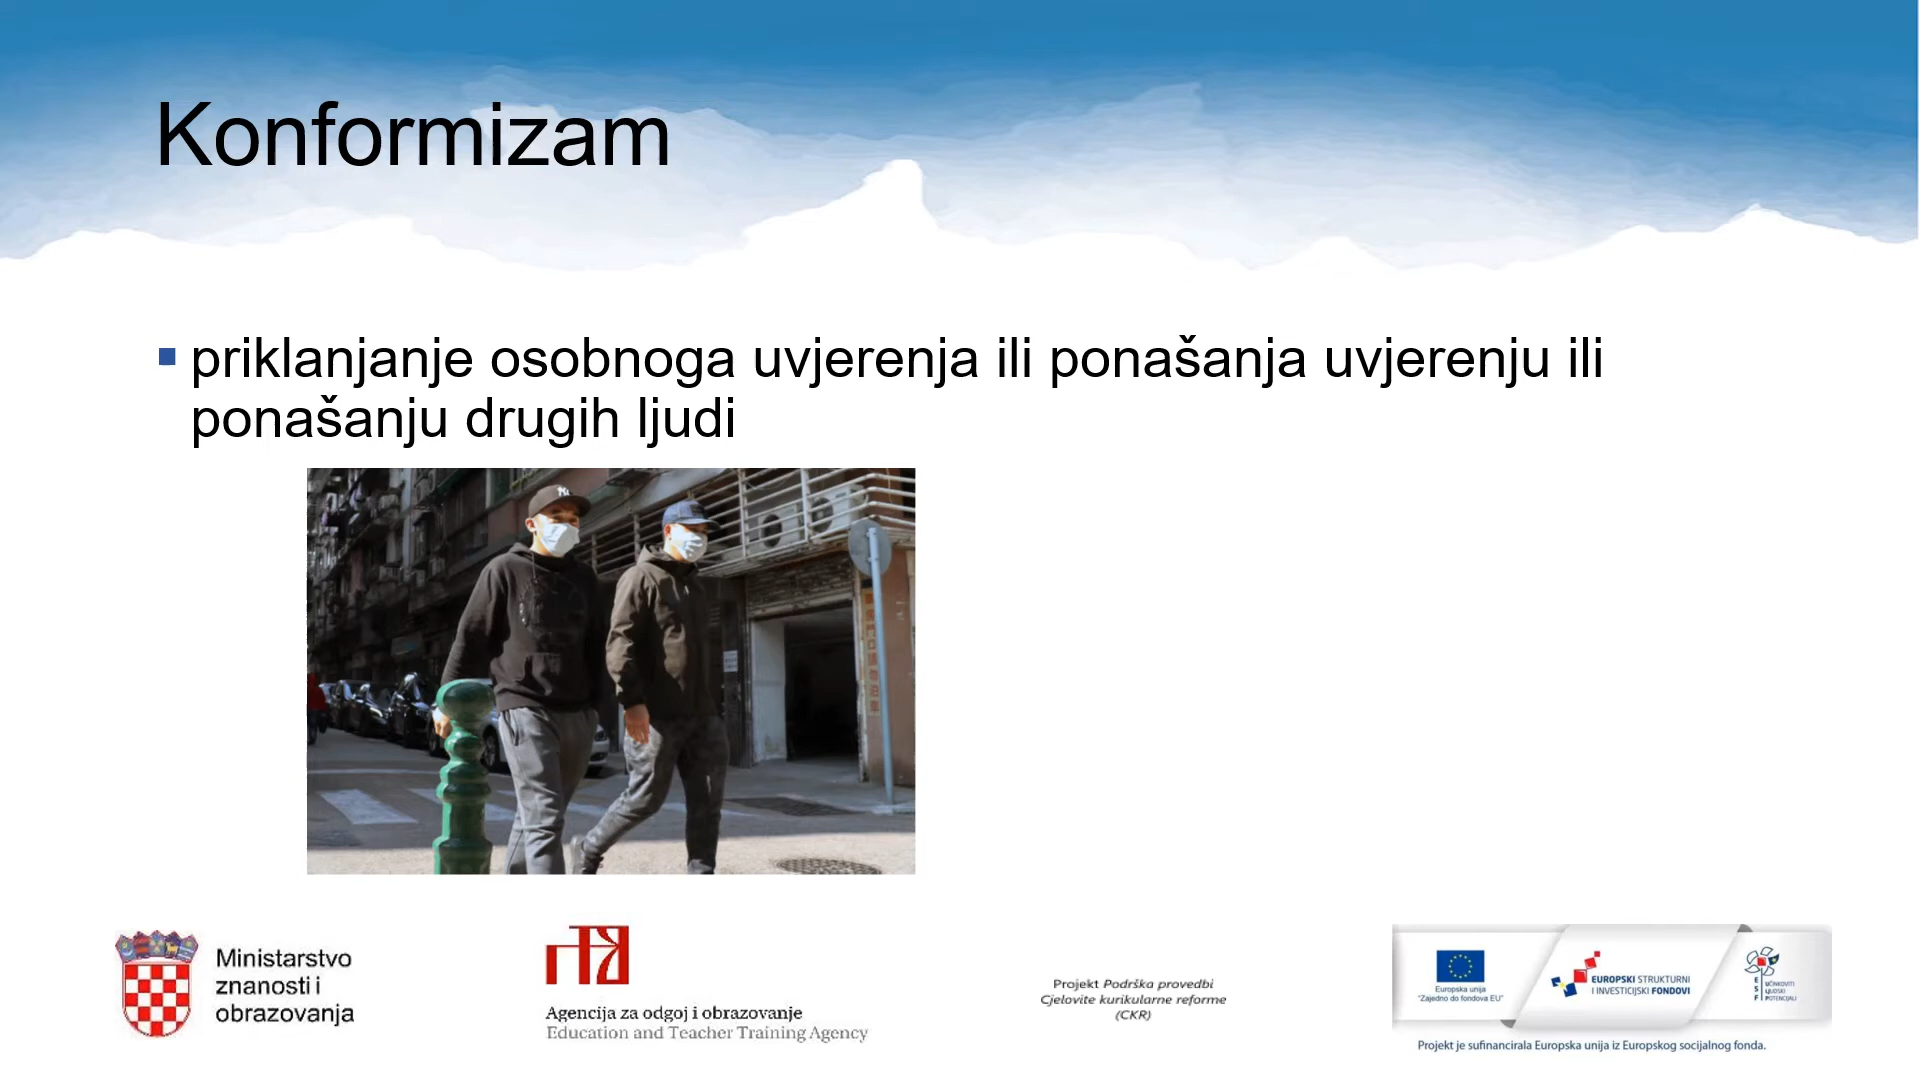 Konformizam
priklanjanje osobnoga uvjerenja ili ponašanja uvjerenju ili
ponašanju drugih ljudi
Ministarstvo
znanosti i
obrazovanja
Agencija za odgoj i obrazovanje
Education and Teacher Training Agency
Projekt Podrška provedbi
Cjelovite kurikularne reforme
(CKR)
Europska unija
"Zajedno do fondova EU"
EUROPSKI STRUKTURNI
I INVESTICIJSKI FONDOVI
ESF
UČINKOVITI
LJUDSKI
POTENCIJALI
Projekt je sufinancirala Europska unija iz Europskog socijalnog fonda.